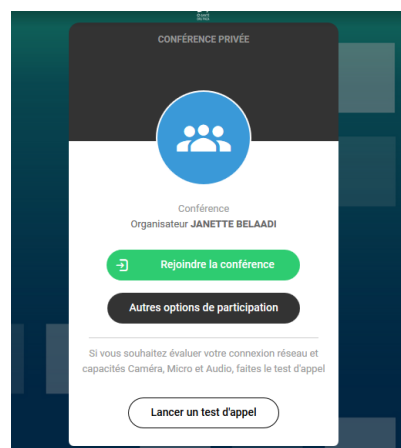 CONFÉRENCE PRIVÉE
Conférence
Organisateur JANETTE BELAADI
Rejoindre la conférence
Autres options de participation
Si vous souhaitez évaluer votre connexion réseau et
capacités Caméra, Micro et Audio, faites le test d'appel
Lancer un test d'appel